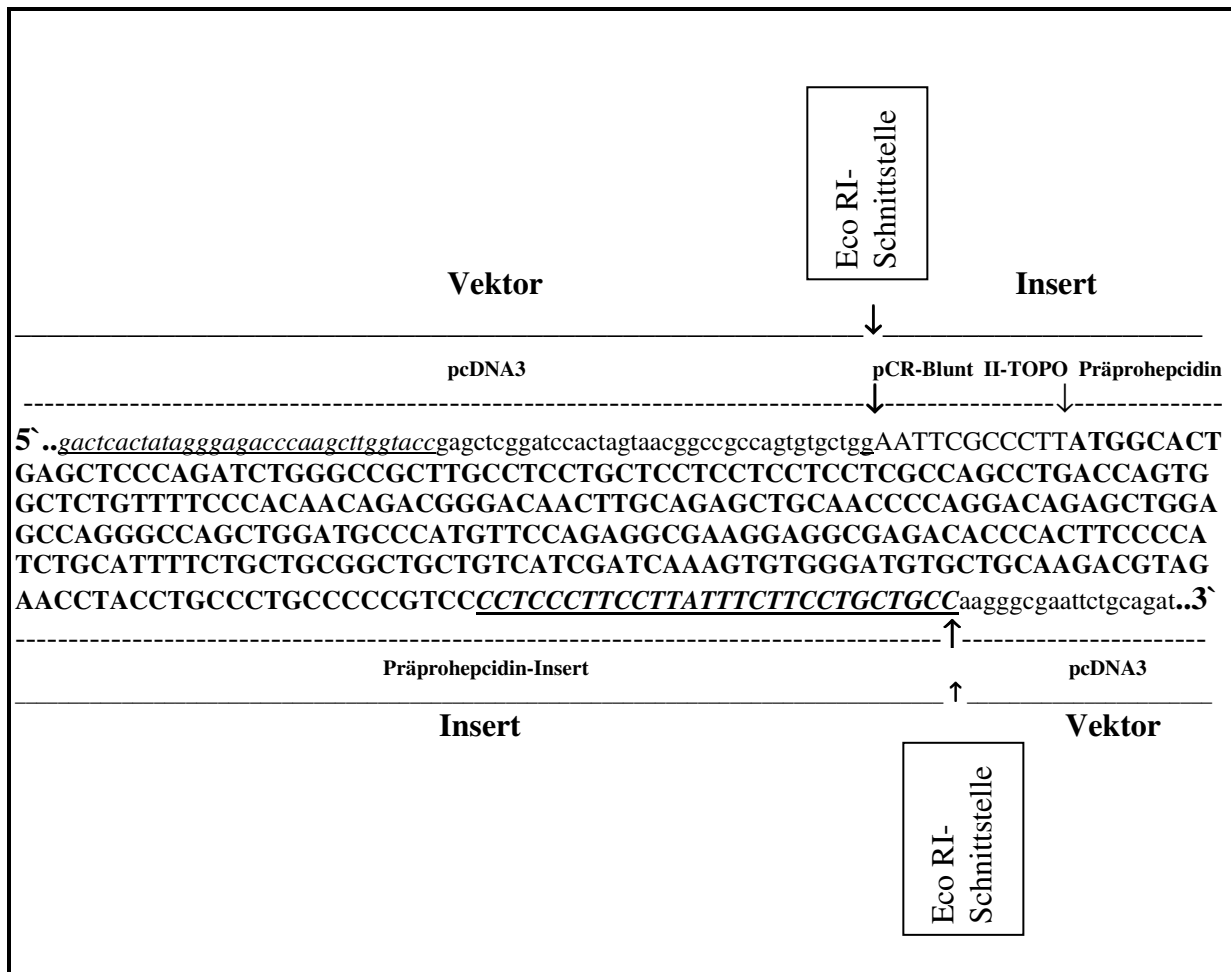 Eco RI-
Schnittstelle
Vektor
Insert
pcDNA3
pCR-Blunt II-TOPO
Präprohepcidin
5`..gactcactatagggagacccaagcttggtaccgagctcggatccactagtaacggccgccagtgtgctggAATTCGCCCTTATGGCACT
GAGCTCCCAGATCTGGGCCGCTTGCCTCCTGCTCCTCCTCCTCCTCGCCAGCCTGACCAGTG
GCTCTGTTTTCCCACAACAGACGGGACAACTTGCAGAGCTGCAACCCCAGGACAGAGCTGGA
GCCAGGGCCAGCTGGATGCCCATGTTCCAGAGGCGAAGGAGGCGAGACACCCACTTCCCCA
TCTGCATTTTCTGCTGCGGCTGCTGTCATCGATCAAAGTGTGGGATGTGCTGCAAGACGTAG
AACCTACCTGCCCTGCCCCCGTCCCCTCCCTTCCTTATTTCTTCCTGCTGCCaagggcgaattctgcagat..3`
Präprohepcidin-Insert
pcDNA3
Insert
Vektor
Eco RI-
Schnittstelle